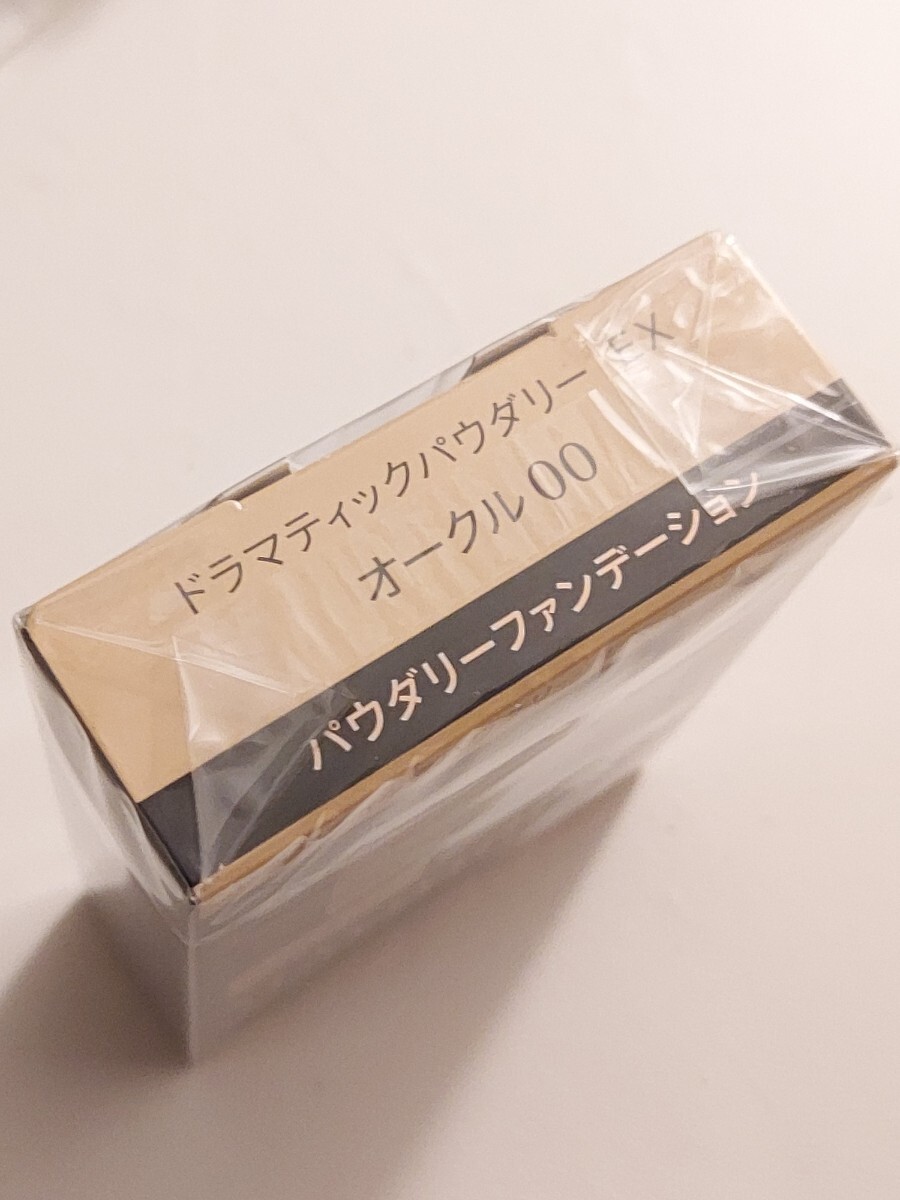 ドラマティックパウダリー EX
オークル00
パウダリーファンデーション